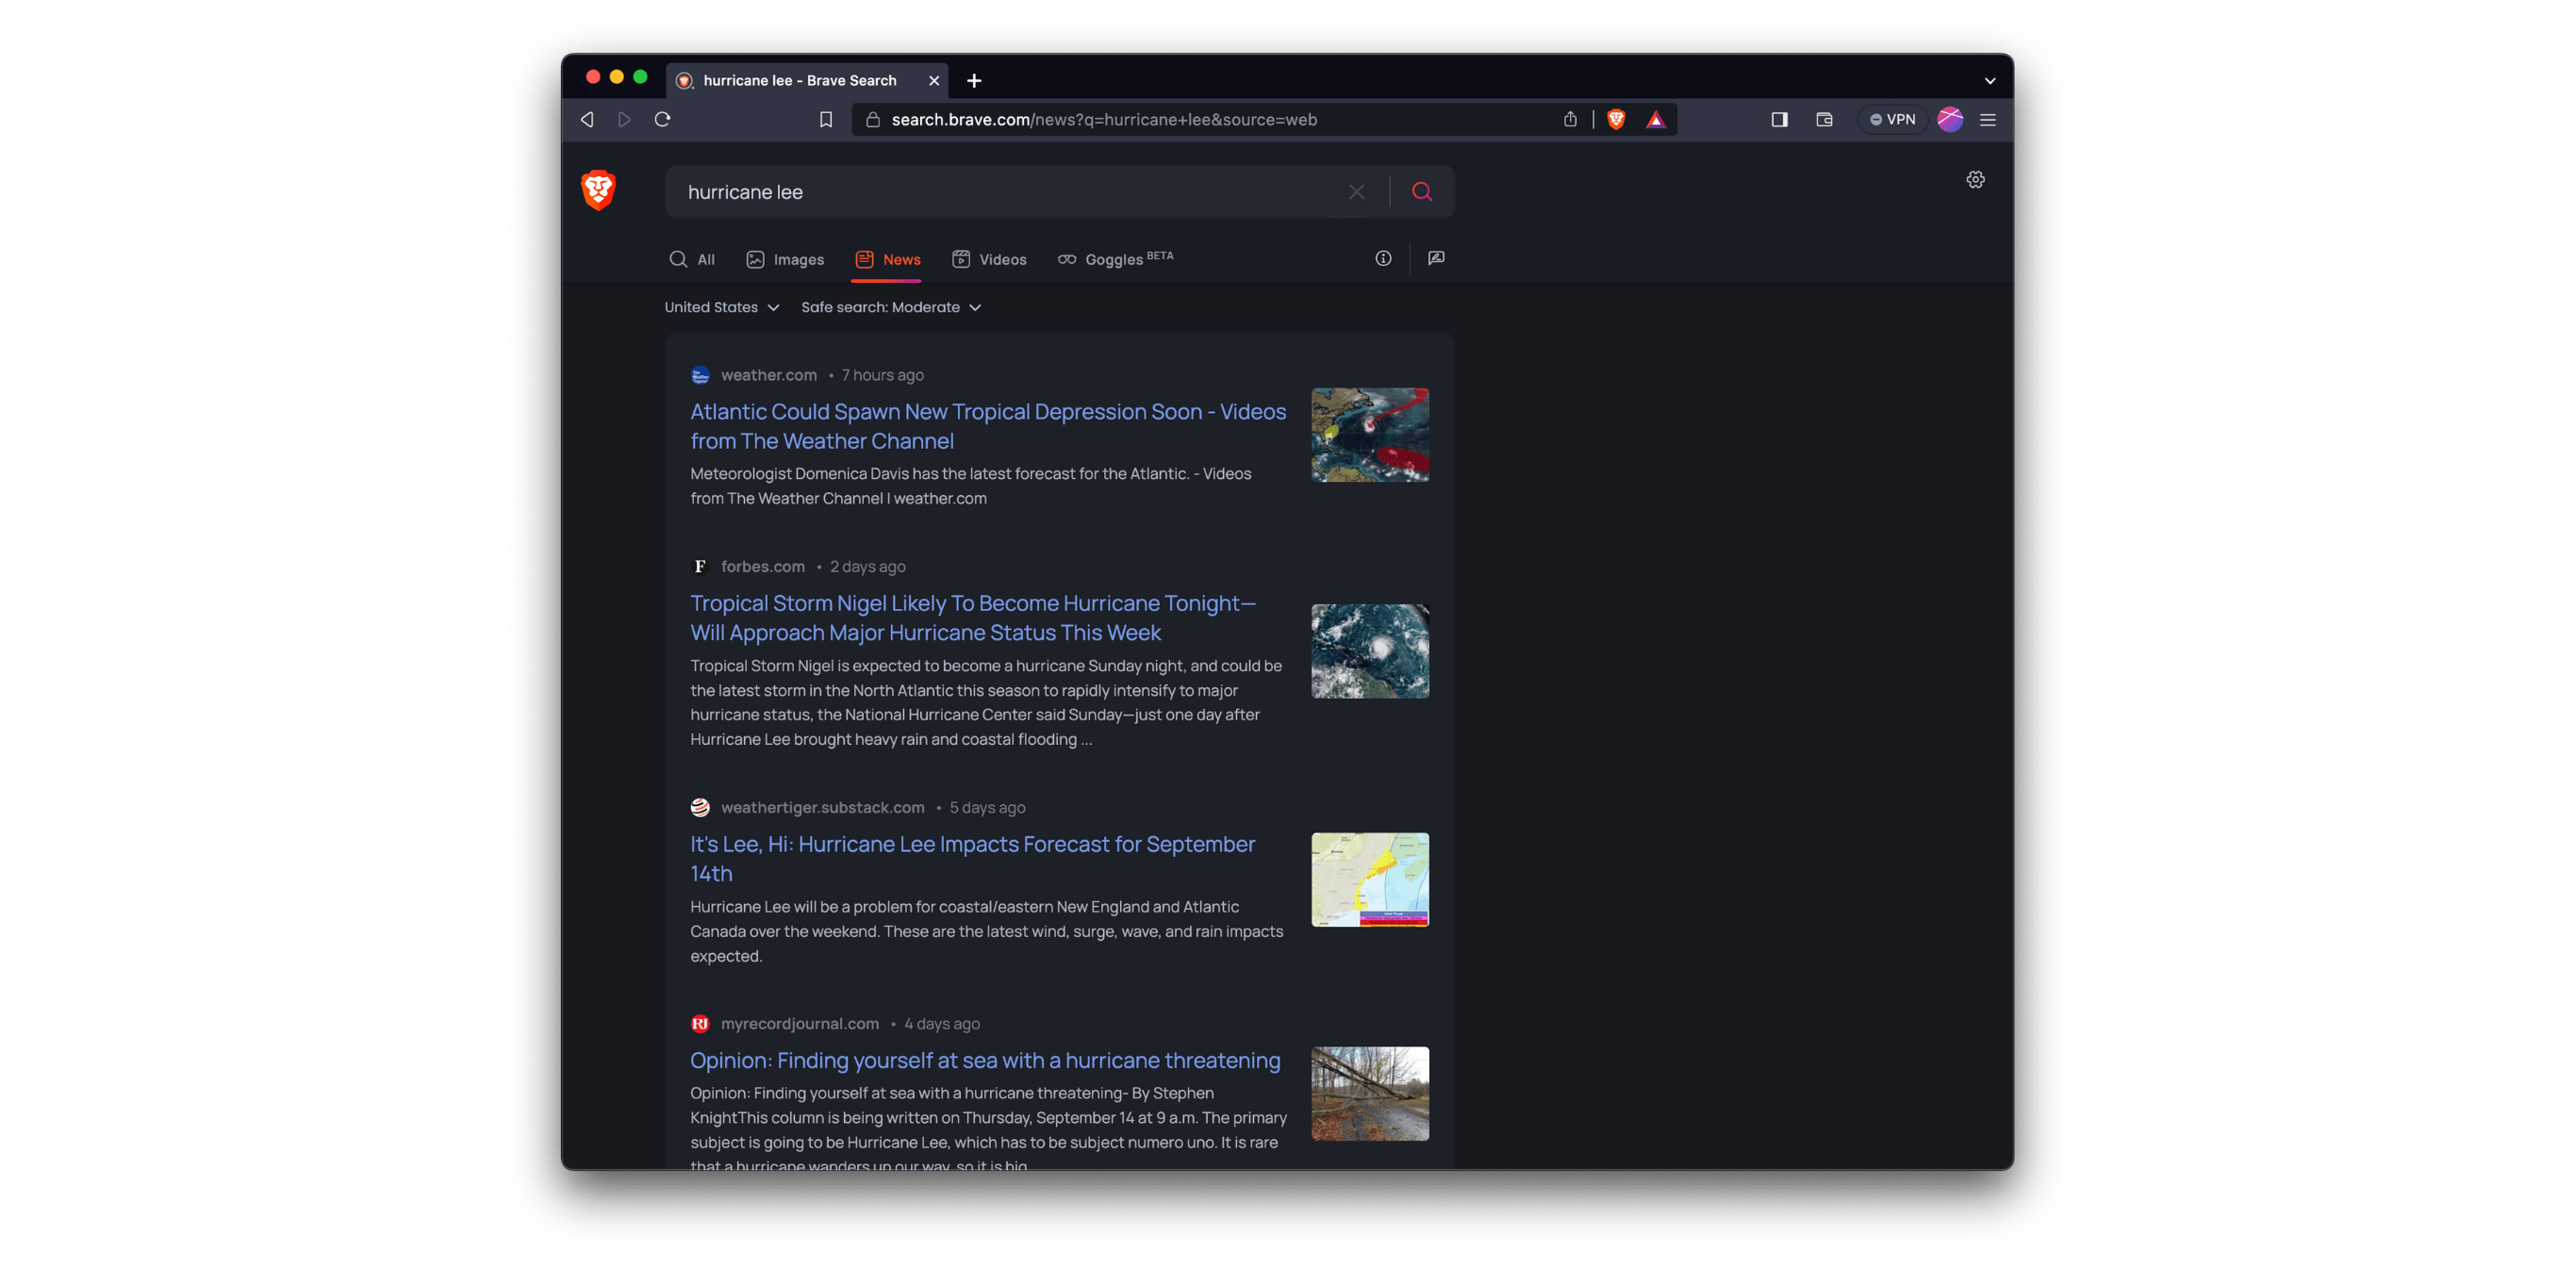 hurricane lee - Brave Search
search.brave.com/news?q=hurricane+lee&source=web
VPN
hurricane lee
All Images News Videos Goggles BETA
United States Safe search: Moderate
weather.com • 7 hours ago
Atlantic Could Spawn New Tropical Depression Soon - Videos
from The Weather Channel
Meteorologist Domenica Davis has the latest forecast for the Atlantic. - Videos
from The Weather Channel | weather.com
F forbes.com • 2 days ago
Tropical Storm Nigel Likely To Become Hurricane Tonight—
Will Approach Major Hurricane Status This Week
Tropical Storm Nigel is expected to become a hurricane Sunday night, and could be
the latest storm in the North Atlantic this season to rapidly intensify to major
hurricane status, the National Hurricane Center said Sunday—just one day after
Hurricane Lee brought heavy rain and coastal flooding ...
weathertiger.substack.com • 5 days ago
It's Lee, Hi: Hurricane Lee Impacts Forecast for September
14th
Hurricane Lee will be a problem for coastal/eastern New England and Atlantic
Canada over the weekend. These are the latest wind, surge, wave, and rain impacts
expected.
RJ myrecordjournal.com • 4 days ago
Opinion: Finding yourself at sea with a hurricane threatening
Opinion: Finding yourself at sea with a hurricane threatening- By Stephen
KnightThis column is being written on Thursday, September 14 at 9 a.m. The primary
subject is going to be Hurricane Lee, which has to be subject numero uno. It is rare
that a hurricane wanders up our way, so it is big